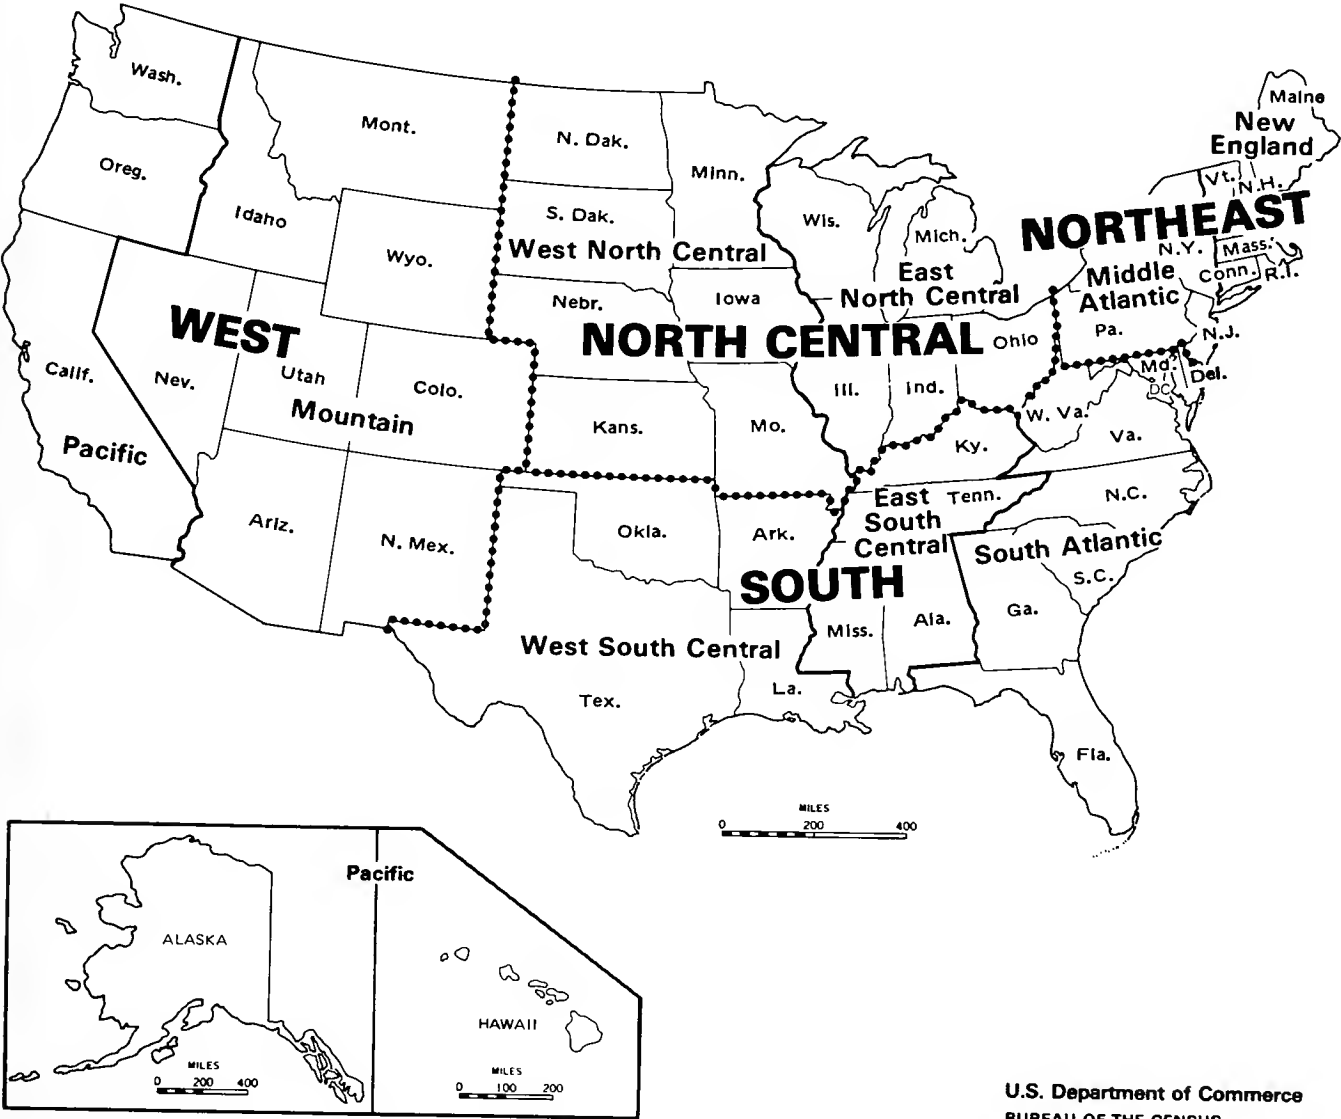 Wash.
Mont.
N. Dak.
Minn.
Maine
New
England
Oreg.
Idaho
S. Dak.
Wis.
Mich.
Vt.
N.H.
NORTHEAST
Wyo.
West North Central
East
North Central
N.Y.
Mass.
Conn.
R.I.
Middle
Atlantic
Nebr.
Iowa
WEST
NORTH CENTRAL
Ohio
Pa.
N.J.
Calif.
Nev.
Utah
Colo.
Ill.
Ind.
Md.
DC
Del.
Mountain
Pacific
Kans.
Mo.
Ky.
W. Va.
Va.
Ariz.
N. Mex.
Okla.
Ark.
East
South
Central
Tenn.
N.C.
South Atlantic
S.C.
SOUTH
Miss.
Ala.
Ga.
West South Central
Tex.
La.
Fla.
MILES
0 200 400
Pacific
ALASKA
HAWAII
MILES
0 200 400
MILES
0 100 200
U.S. Department of Commerce
BUREAU OF THE CENSUS